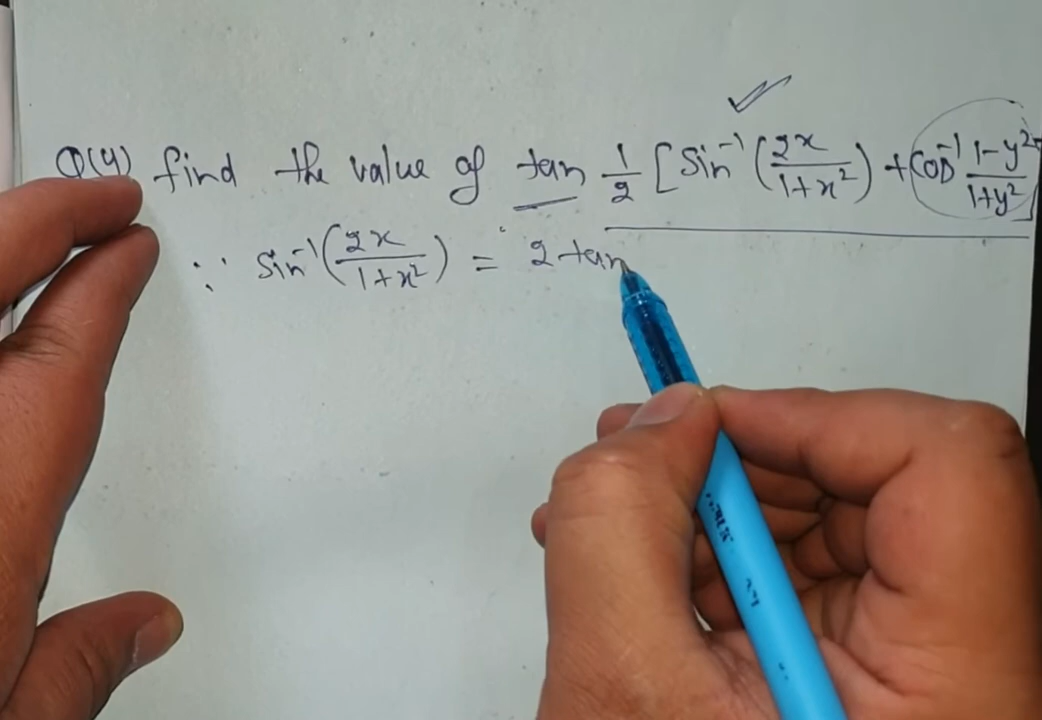 Q(4) find the value of tan 1/2 [sin⁻¹ (2x/1+x²) + cos⁻¹ 1-y²/1+y²]
∵ sin⁻¹ (2x/1+x²) = 2 tan